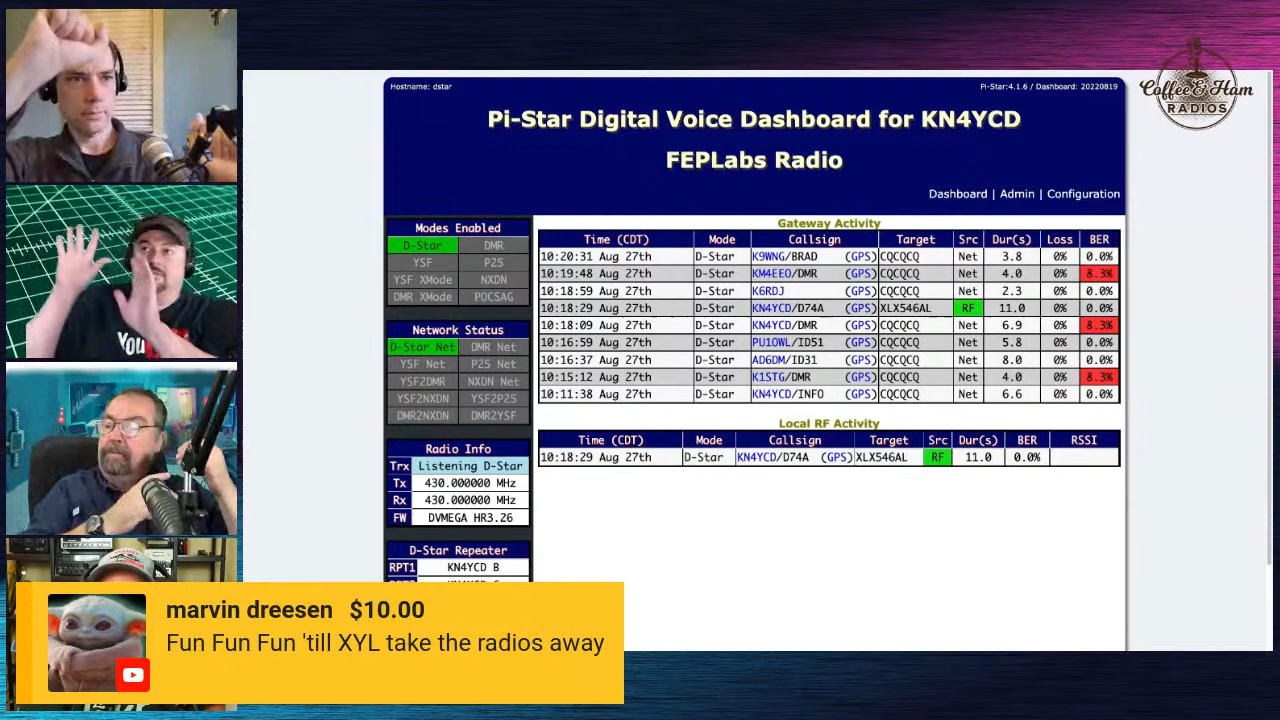 Coffee & Ham
RADIOS
Hostname: dstar
Pi-Star:4.1.6 / Dashboard: 20220819
Pi-Star Digital Voice Dashboard for KN4YCD
FEPLabs Radio
Dashboard | Admin | Configuration
Modes Enabled
D-Star DMR
YSF P25
YSF XMode NXDN
DMR XMode POCSAG
Network Status
D-Star Net DMR Net
YSF Net P25 Net
YSF2DMR NXDN Net
YSF2NXDN YSF2P25
DMR2NXDN DMR2YSF
Radio Info
Trx Listening D-Star
Tx 430.000000 MHz
Rx 430.000000 MHz
FW DVMEGA HR3.26
D-Star Repeater
RPT1 KN4YCD B
Gateway Activity
Time (CDT) Mode Callsign Target Src Dur(s) Loss BER
10:20:31 Aug 27th D-Star K9WNG/BRAD (GPS) CQCQCQ Net 3.8 0% 0.0%
10:19:48 Aug 27th D-Star KM4EEO/DMR (GPS) CQCQCQ Net 4.0 0% 8.3%
10:18:59 Aug 27th D-Star K6RDJ (GPS) CQCQCQ Net 2.3 0% 0.0%
10:18:29 Aug 27th D-Star KN4YCD/D74A (GPS) XLX546AL RF 11.0 0% 0.0%
10:18:09 Aug 27th D-Star KN4YCD/DMR (GPS) CQCQCQ Net 6.9 0% 8.3%
10:16:59 Aug 27th D-Star PU1OWL/ID51 (GPS) CQCQCQ Net 5.8 0% 0.0%
10:16:37 Aug 27th D-Star AD6DM/ID31 (GPS) CQCQCQ Net 8.0 0% 0.0%
10:15:12 Aug 27th D-Star K1STG/DMR (GPS) CQCQCQ Net 4.0 0% 8.3%
10:11:38 Aug 27th D-Star KN4YCD/INFO (GPS) CQCQCQ Net 6.6 0% 0.0%
Local RF Activity
Time (CDT) Mode Callsign Target Src Dur(s) BER RSSI
10:18:29 Aug 27th D-Star KN4YCD/D74A (GPS) XLX546AL RF 11.0 0.0%
marvin dreesen $10.00
Fun Fun Fun 'till XYL take the radios away